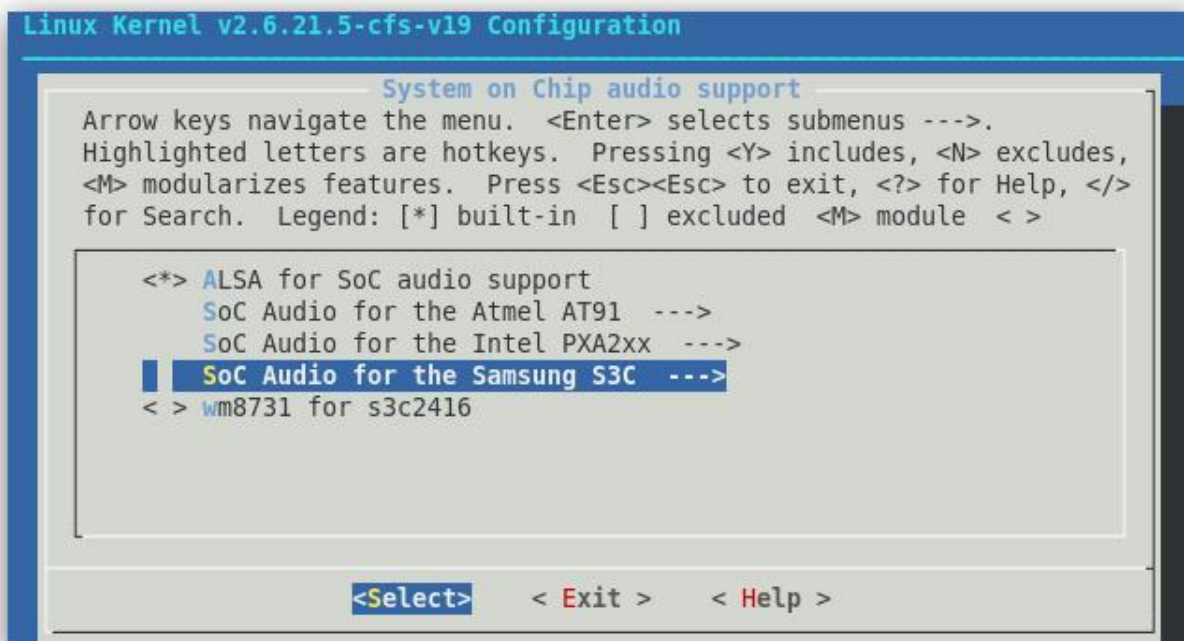 Linux Kernel v2.6.21.5-cfs-v19 Configuration
System on Chip audio support
Arrow keys navigate the menu.  <Enter> selects submenus --->.
Highlighted letters are hotkeys.  Pressing <Y> includes, <N> excludes,
<M> modularizes features.  Press <Esc><Esc> to exit, <?> for Help, </>
for Search.  Legend: [*] built-in  [ ] excluded  <M> module  < >
<*> ALSA for SoC audio support
SoC Audio for the Atmel AT91  --->
SoC Audio for the Intel PXA2xx  --->
SoC Audio for the Samsung S3C  --->
< > wm8731 for s3c2416
<Select>    < Exit >    < Help >